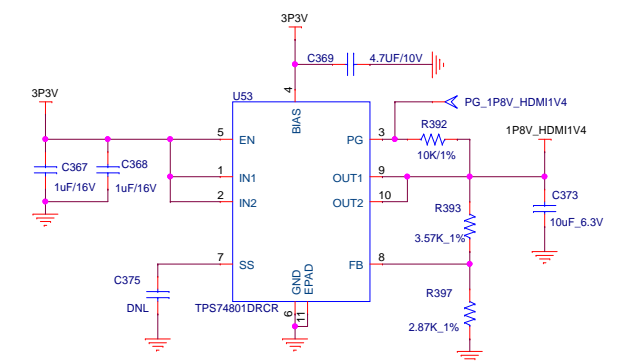 3P3V
C369
4.7UF/10V
4
3P3V
U53
BIAS
PG_1P8V_HDMI1V4
5
EN
PG
3
R392
10K/1%
1P8V_HDMI1V4
C367
1uF/16V
C368
1uF/16V
1
IN1
OUT1
9
2
IN2
OUT2
10
R393
3.57K_1%
C373
10uF_6.3V
7
SS
FB
8
C375
DNL
GND
EPAD
R397
2.87K_1%
TPS74801DRCR
6
11